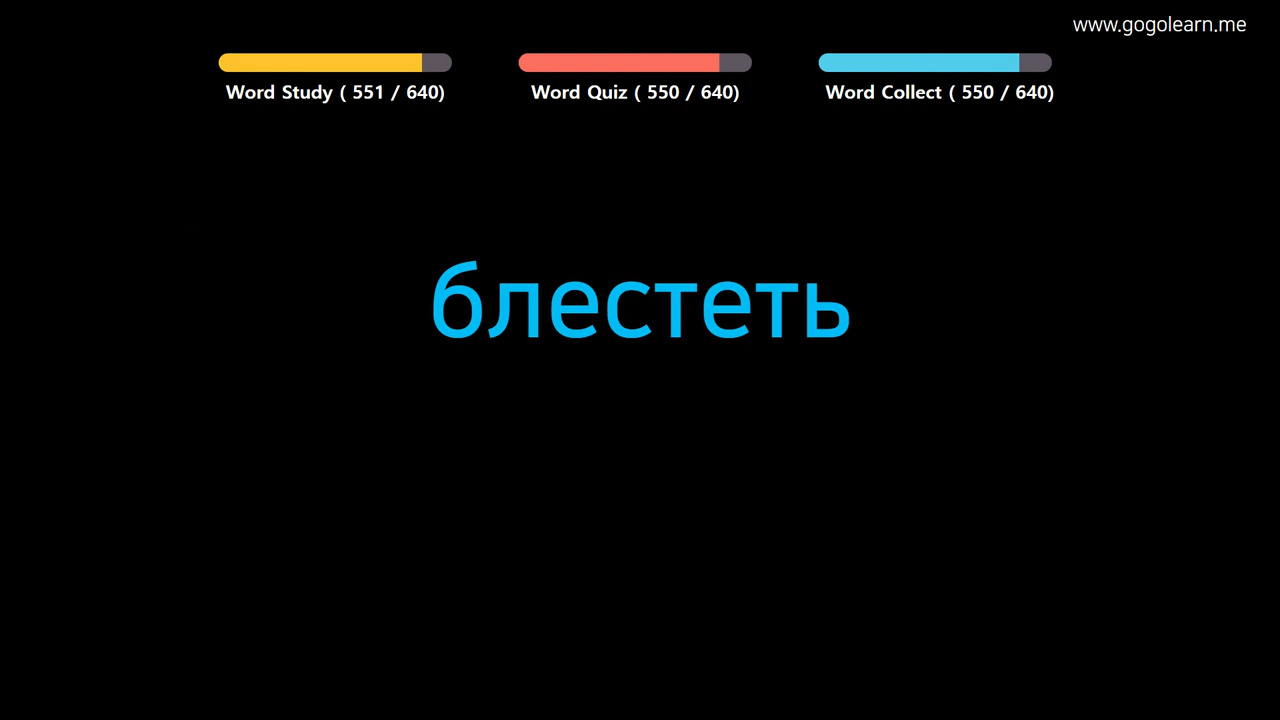 www.gogolearn.me
Word Study ( 551 / 640)
Word Quiz ( 550 / 640)
Word Collect ( 550 / 640)
блестеть